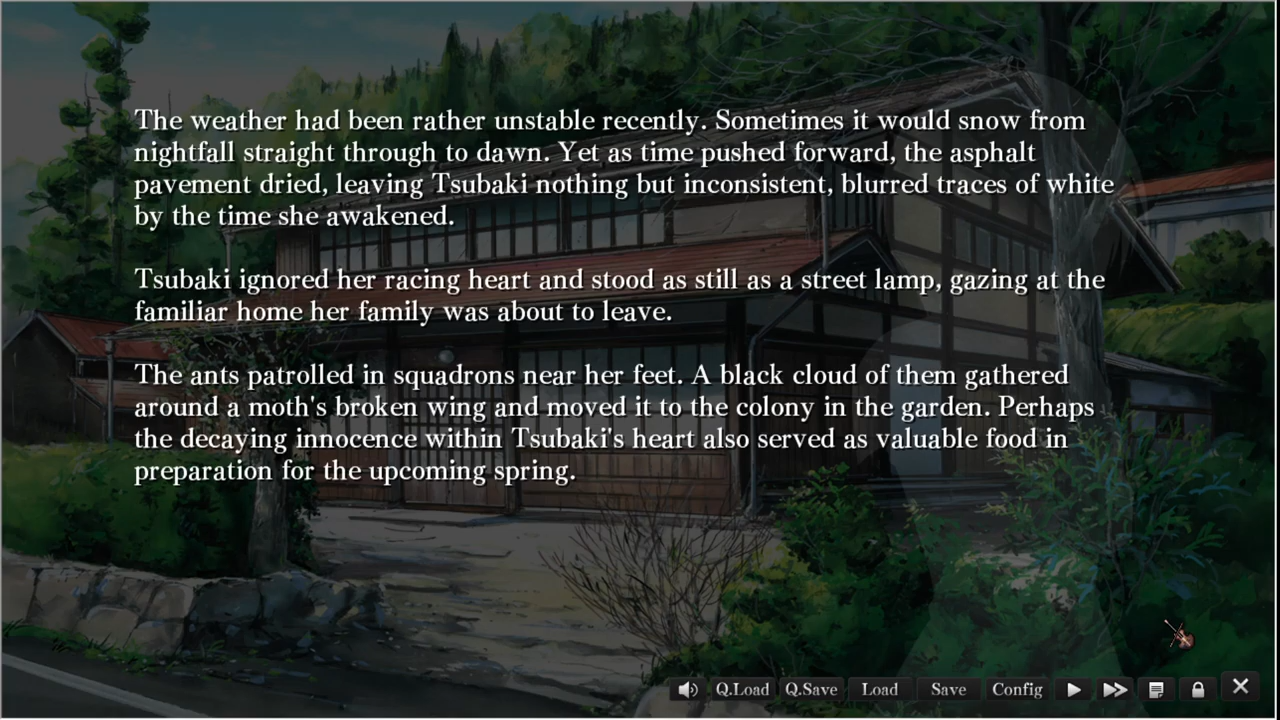 The weather had been rather unstable recently. Sometimes it would snow from
nightfall straight through to dawn. Yet as time pushed forward, the asphalt
pavement dried, leaving Tsubaki nothing but inconsistent, blurred traces of white
by the time she awakened.
Tsubaki ignored her racing heart and stood as still as a street lamp, gazing at the
familiar home her family was about to leave.
The ants patrolled in squadrons near her feet. A black cloud of them gathered
around a moth's broken wing and moved it to the colony in the garden. Perhaps
the decaying innocence within Tsubaki's heart also served as valuable food in
preparation for the upcoming spring.
Q.Load Q.Save Load Save Config